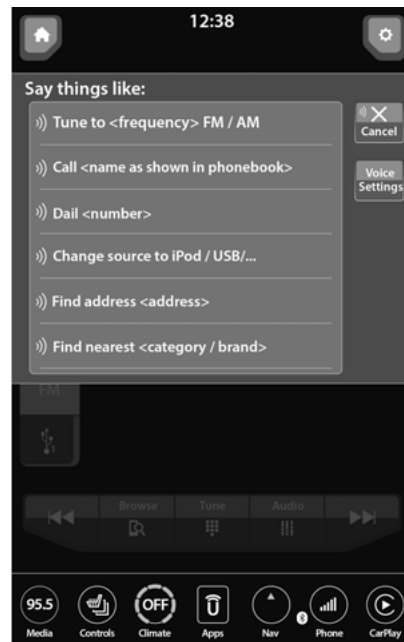 12:38
Say things like:
Tune to <frequency> FM / AM
Cancel
Call <name as shown in phonebook>
Voice
Settings
Dail <number>
Change source to iPod / USB/...
Find address <address>
Find nearest <category / brand>
FM
1
Browse Tune Audio
95.5 OFF
Media Controls Climate Apps Nav Phone CarPlay